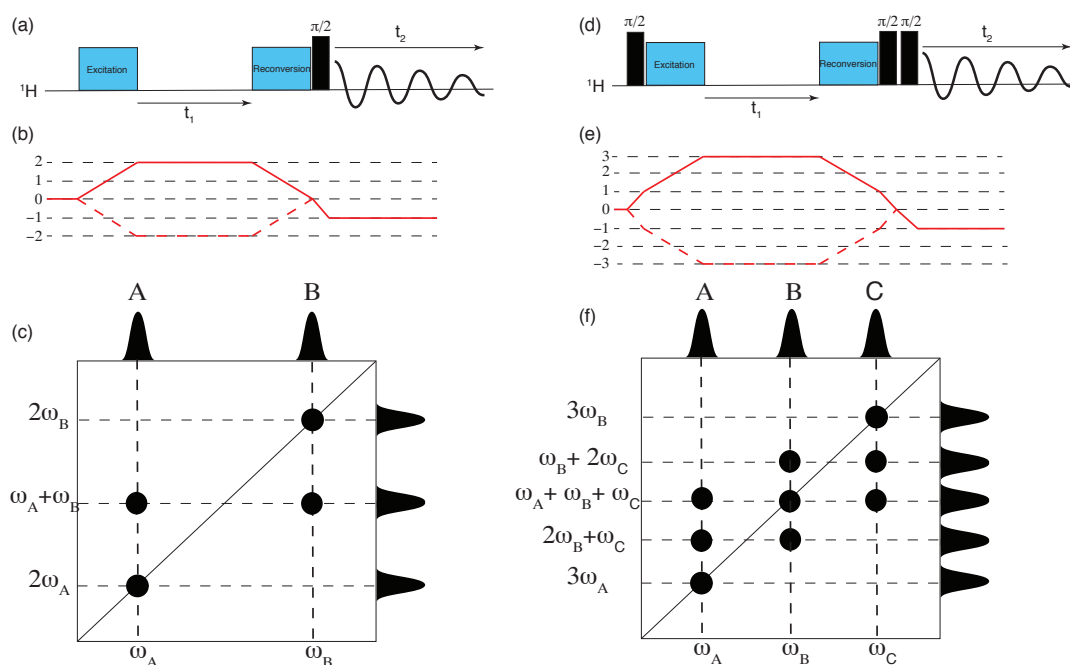 (a)
π/2
t2
Excitation
Reconversion
1H
t1
(b)
2
1
0
−1
−2
A
B
(c)
2ωB
ωA+ωB
2ωA
ωA
ωB
(d)
π/2
π/2 π/2
t2
Excitation
Reconversion
1H
t1
(e)
3
2
1
0
−1
−2
−3
A
B
C
(f)
3ωB
ωB + 2ωC
ωA + ωB + ωC
2ωB+ωC
3ωA
ωA
ωB
ωC